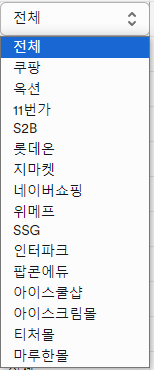 전체
전체
쿠팡
옥션
11번가
S2B
롯데온
지마켓
네이버쇼핑
위메프
SSG
인터파크
팝콘에듀
아이스쿨샵
아이스크림몰
티처몰
마루한몰